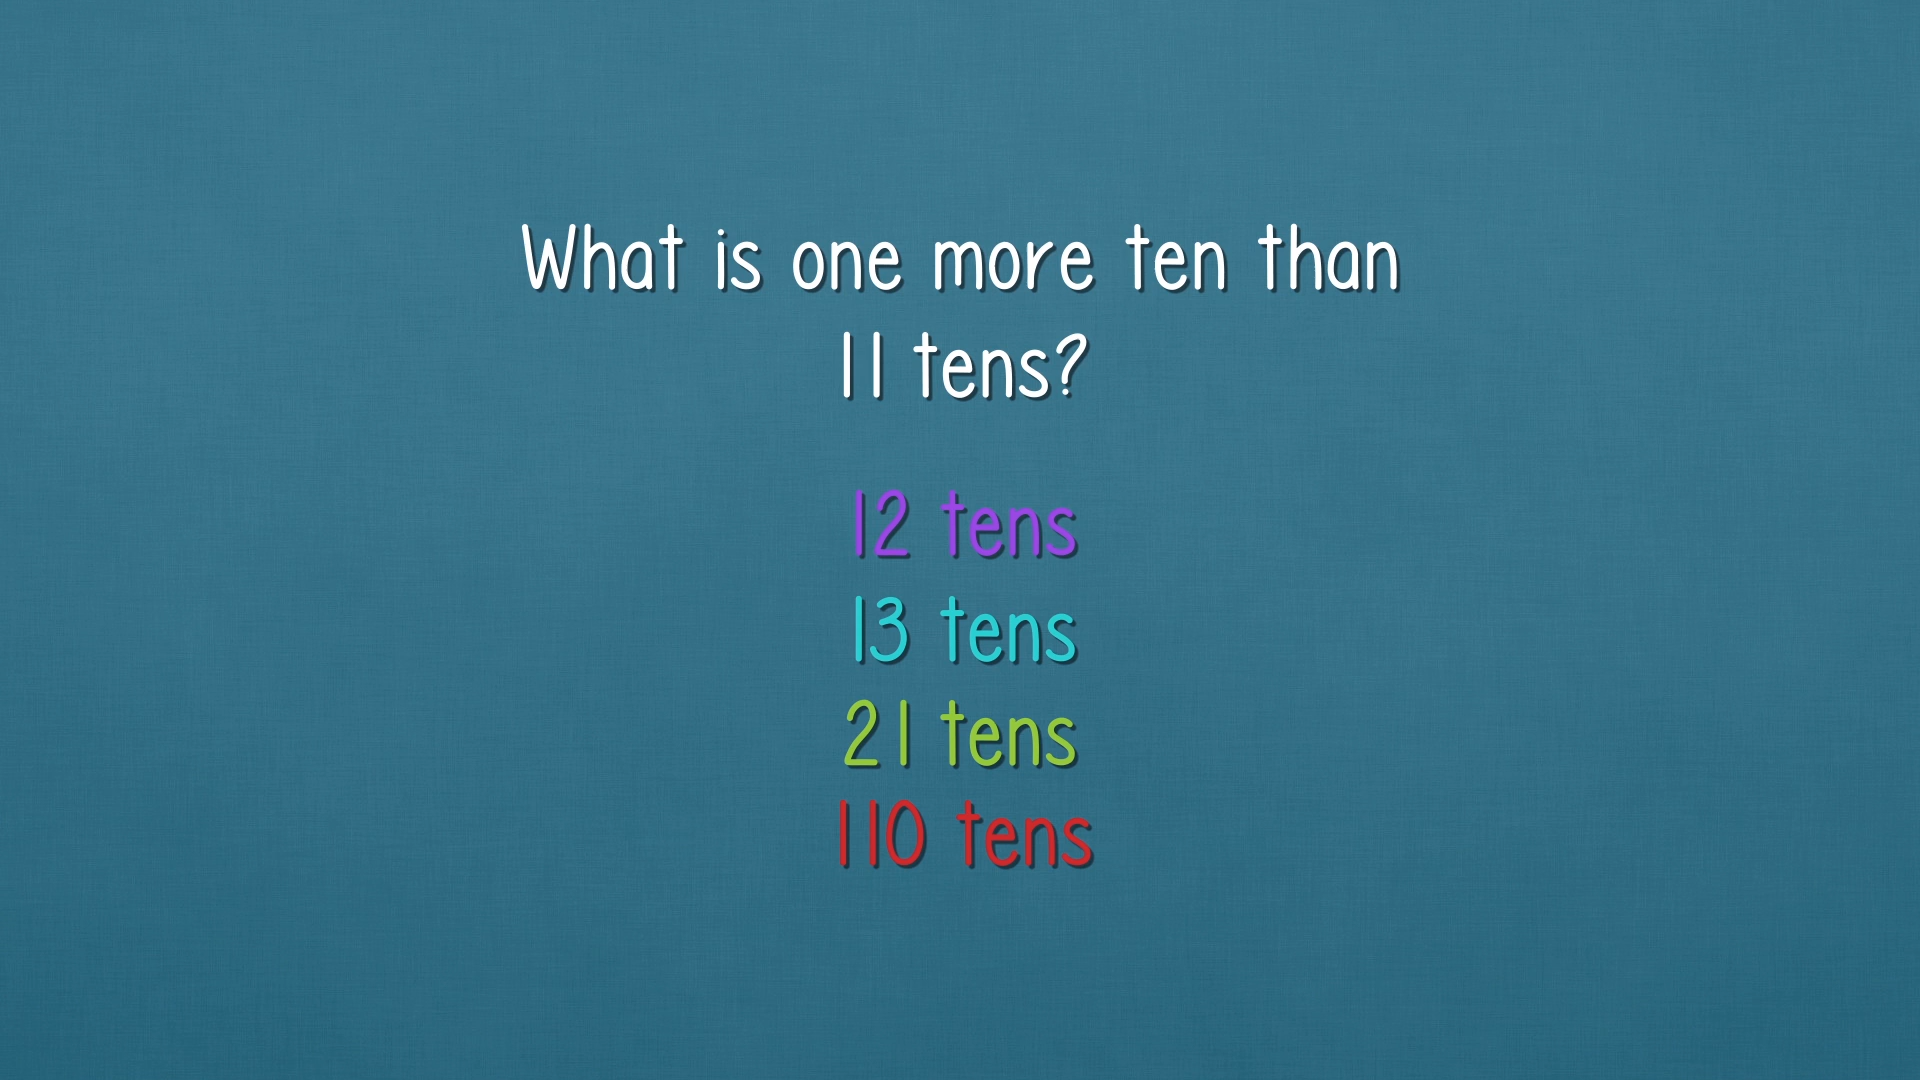 What is one more ten than
11 tens?
12 tens
13 tens
21 tens
110 tens